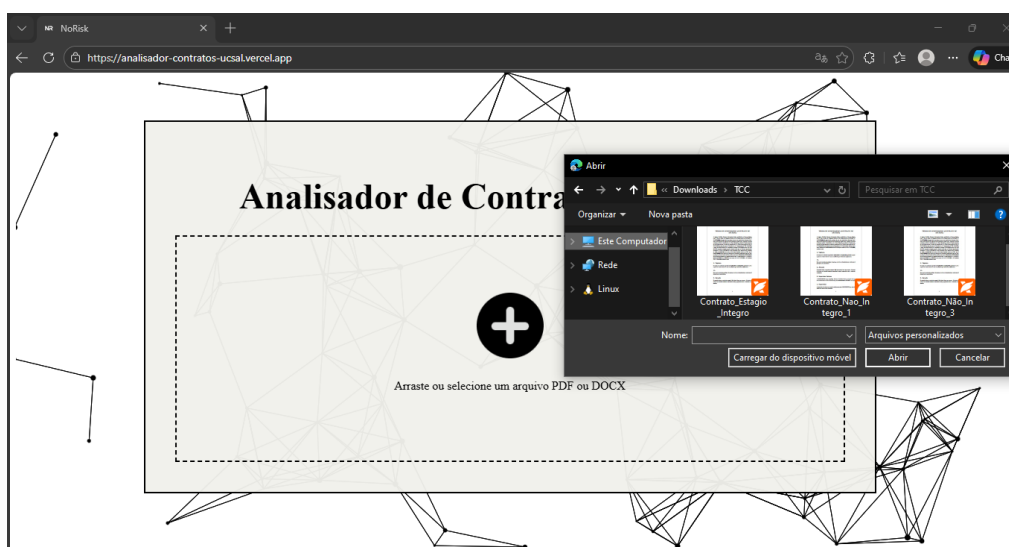 NR NoRisk
https://analisador-contratos-ucsal.vercel.app
Cha
Abrir
Analisador de Contra
« Downloads › TCC
Pesquisar em TCC
Organizar
Nova pasta
Este Computador
Rede
Linux
Contrato_Estagio
_Integro
Contrato_Nao_In
tegro_1
Contrato_Não_In
tegro_3
Nome:
Arquivos personalizados
Carregar do dispositivo móvel
Abrir
Cancelar
Arraste ou selecione um arquivo PDF ou DOCX